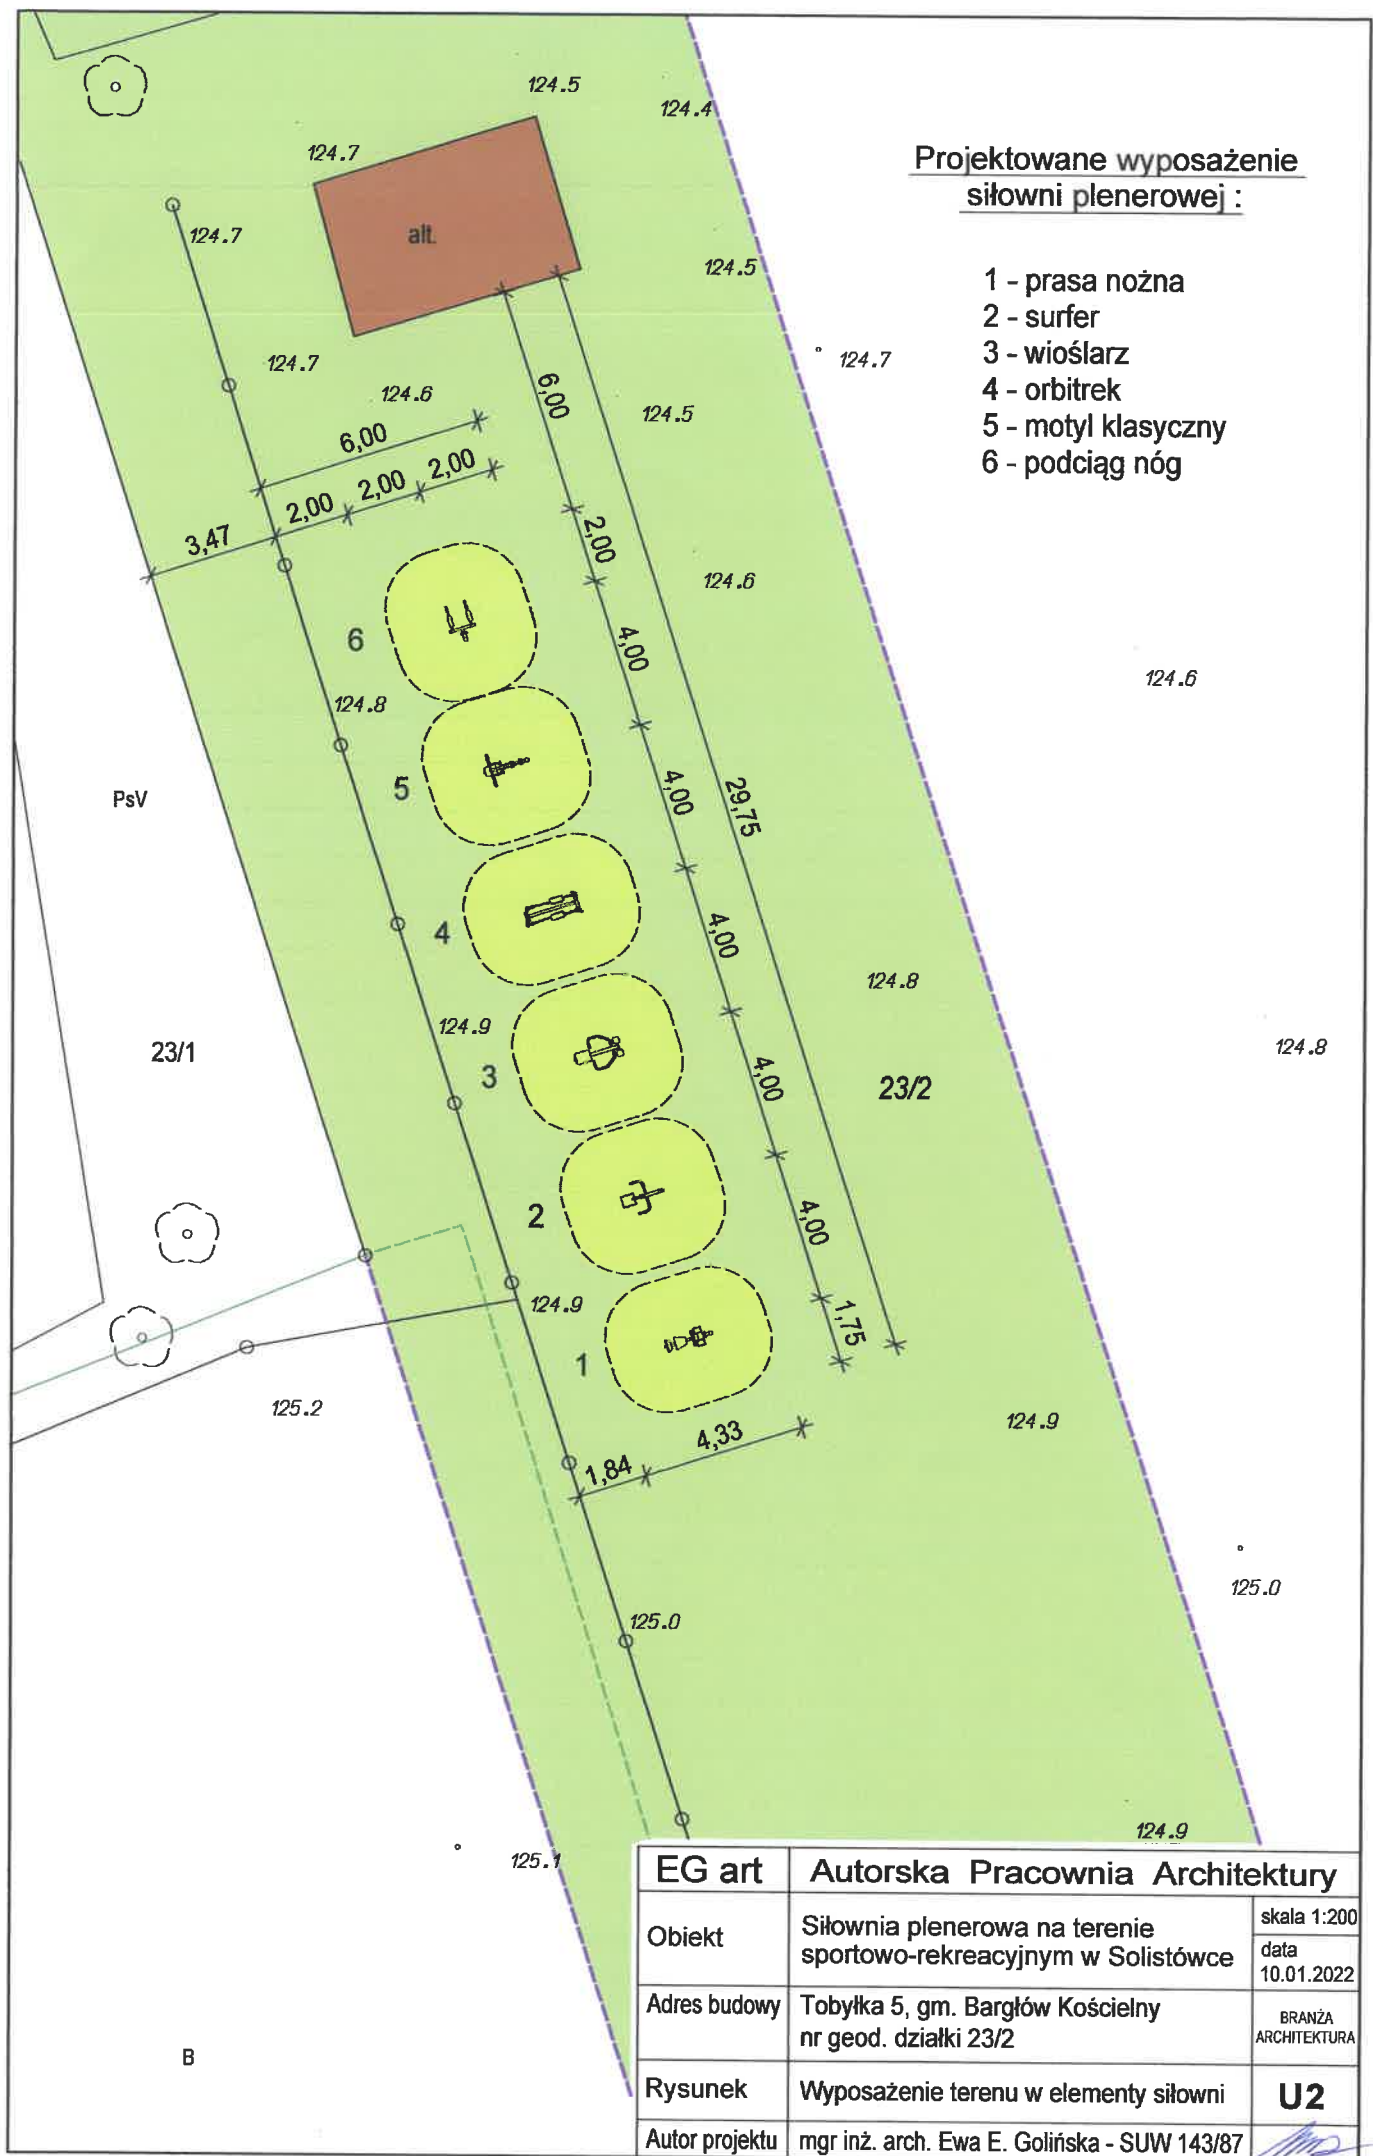 124.5
124.4
124.7
Projektowane wyposażenie
siłowni plenerowej :
124.7
alt.
124.5
1 - prasa nożna
2 - surfer
3 - wioślarz
4 - orbitrek
5 - motyl klasyczny
6 - podciąg nóg
124.7
124.7
124.6
6,00
124.5
6,00
2,00
2,00
2,00
3,47
2,00
124.6
6
4,00
124.6
124.8
5
4,00
29,75
PsV
4
4,00
124.8
124.9
23/1
3
4,00
23/2
124.8
2
4,00
124.9
1
1,75
125.2
4,33
124.9
1,84
125.0
125.0
124.9
125.1
B
EG art
Autorska Pracownia Architektury
Obiekt
Siłownia plenerowa na terenie
sportowo-rekreacyjnym w Solistówce
skala 1:200
data
10.01.2022
Adres budowy
Tobyłka 5, gm. Bargłów Kościelny
nr geod. działki 23/2
BRANŻA
ARCHITEKTURA
Rysunek
Wyposażenie terenu w elementy siłowni
U2
Autor projektu
mgr inż. arch. Ewa E. Golińska - SUW 143/87